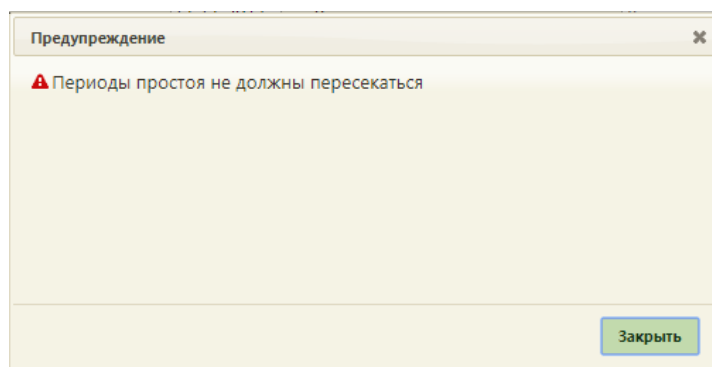 Предупреждение
Периоды простоя не должны пересекаться
Закрыть